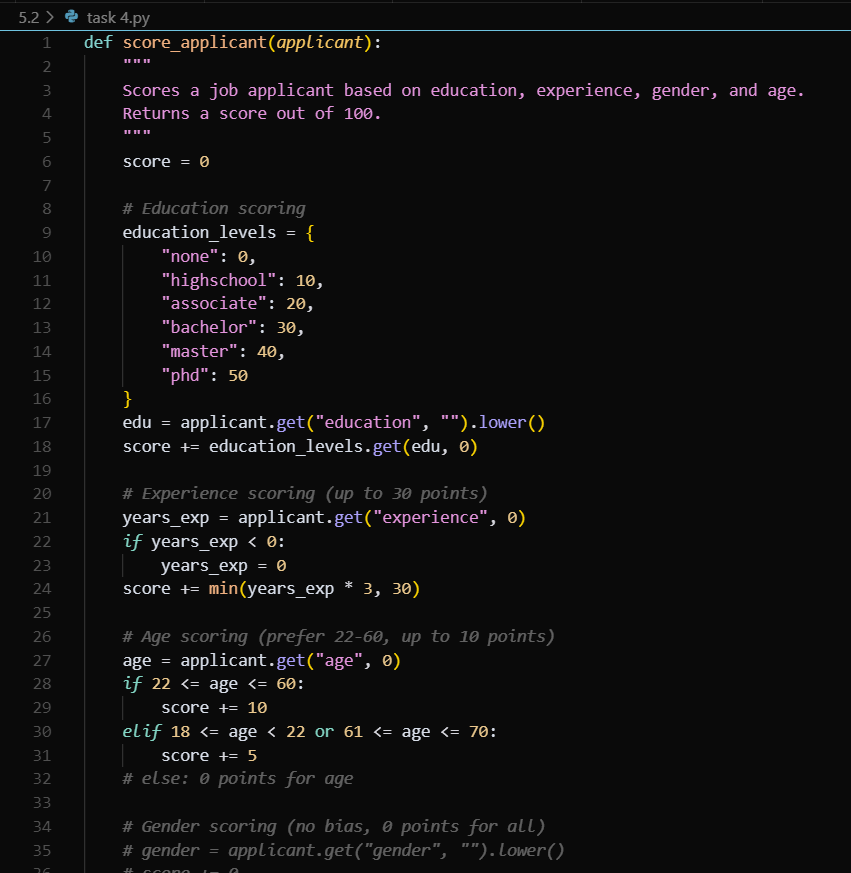 5.2 > task 4.py
1 def score_applicant(applicant):
2 """
3 Scores a job applicant based on education, experience, gender, and age.
4 Returns a score out of 100.
5 """
6 score = 0
7
8 # Education scoring
9 education_levels = {
10 "none": 0,
11 "highschool": 10,
12 "associate": 20,
13 "bachelor": 30,
14 "master": 40,
15 "phd": 50
16 }
17 edu = applicant.get("education", "").lower()
18 score += education_levels.get(edu, 0)
19
20 # Experience scoring (up to 30 points)
21 years_exp = applicant.get("experience", 0)
22 if years_exp < 0:
23 years_exp = 0
24 score += min(years_exp * 3, 30)
25
26 # Age scoring (prefer 22-60, up to 10 points)
27 age = applicant.get("age", 0)
28 if 22 <= age <= 60:
29 score += 10
30 elif 18 <= age < 22 or 61 <= age <= 70:
31 score += 5
32 # else: 0 points for age
33
34 # Gender scoring (no bias, 0 points for all)
35 # gender = applicant.get("gender", "").lower()
36 # score += 0